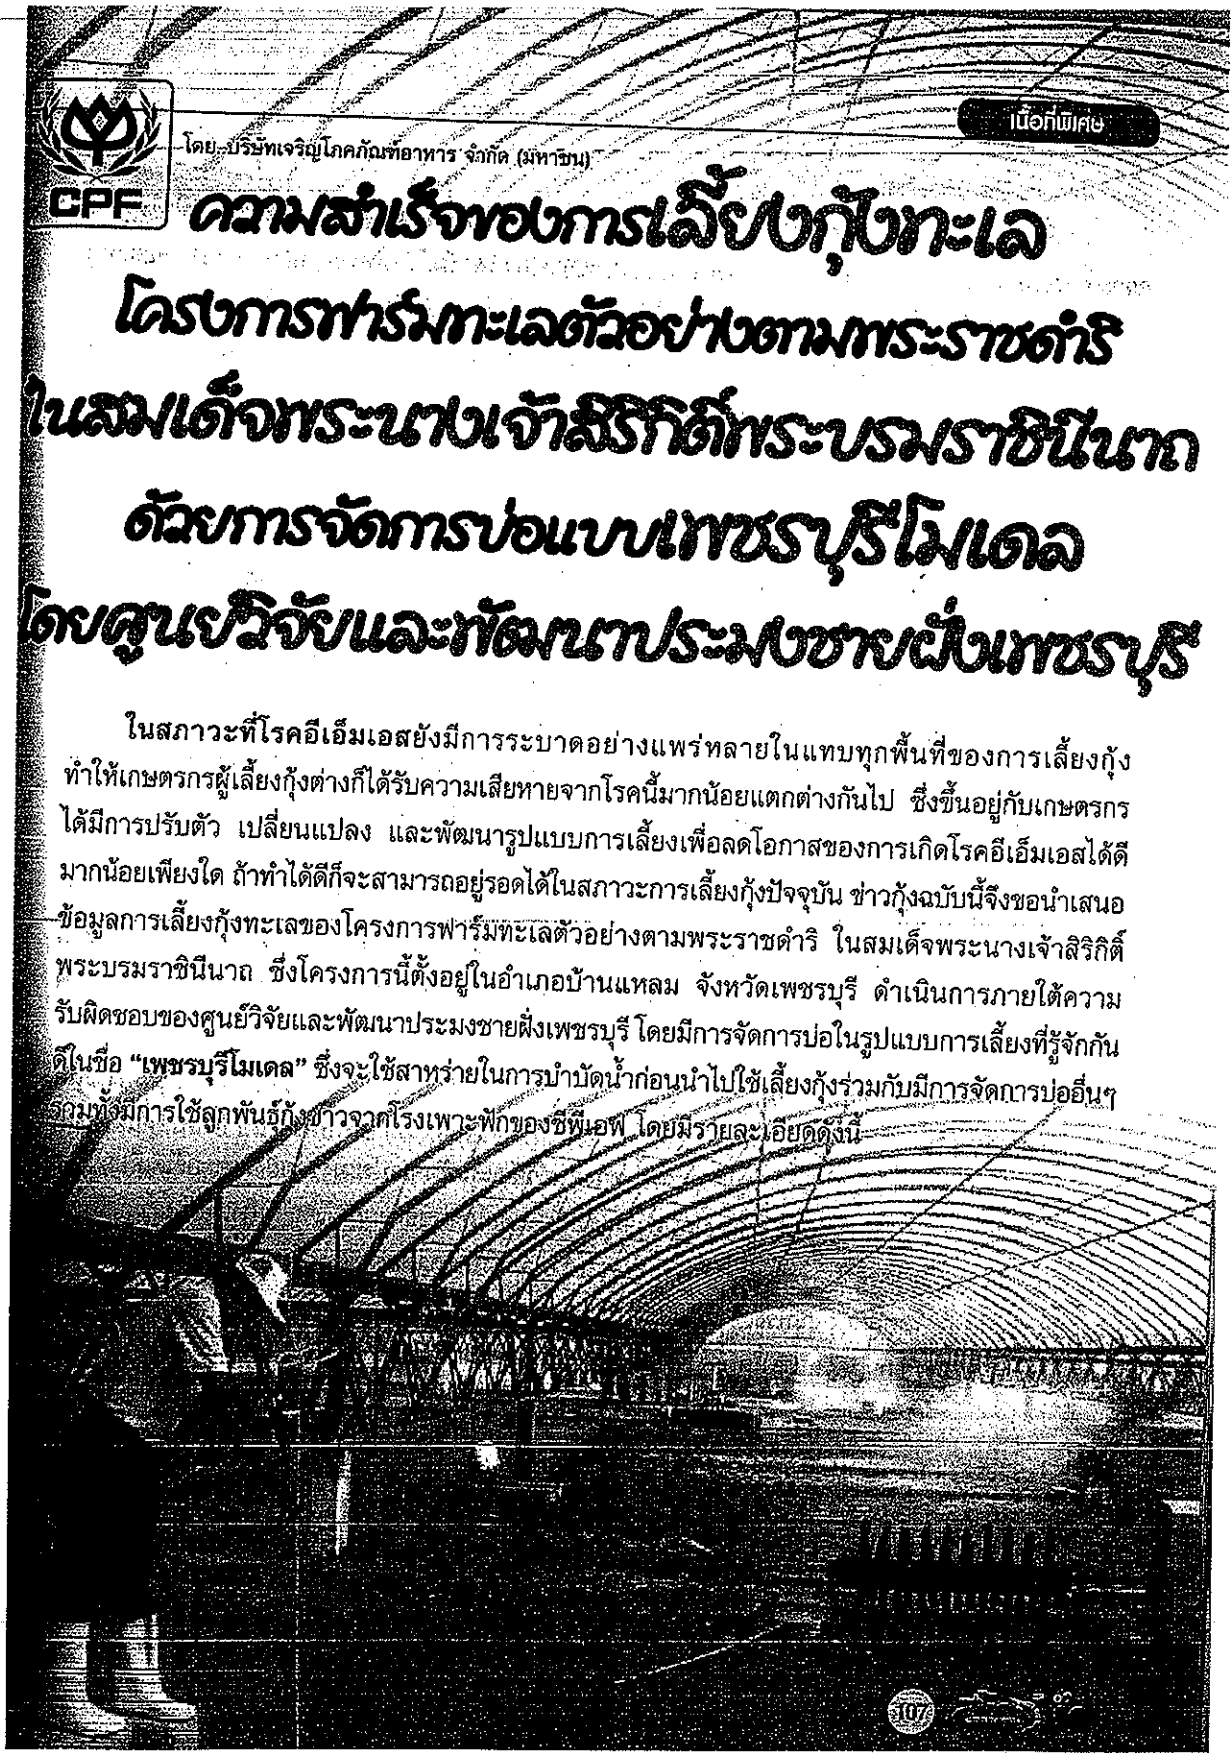 เนื้อที่พิเศษ
CPF
โดย บริษัทเจริญโภคภัณฑ์อาหาร จำกัด (มหาชน)
ความสำเร็จของการเลี้ยงกุ้งทะเล
โครงการฟาร์มทะเลตัวอย่างตามพระราชดำริ
ในสมเด็จพระนางเจ้าสิริกิติ์พระบรมราชินีนาถ
ด้วยการจัดการบ่อแบบเพชรบุรีโมเดล
โดยศูนย์วิจัยและพัฒนาประมงชายฝั่งเพชรบุรี
ในสภาวะที่โรคอีเอ็มเอสยังมีการระบาดอย่างแพร่หลายในแทบทุกพื้นที่ของการเลี้ยงกุ้ง
ทำให้เกษตรกรผู้เลี้ยงกุ้งต่างก็ได้รับความเสียหายจากโรคนี้มากน้อยแตกต่างกันไป ซึ่งขึ้นอยู่กับเกษตรกร
ได้มีการปรับตัว เปลี่ยนแปลง และพัฒนารูปแบบการเลี้ยงเพื่อลดโอกาสของการเกิดโรคอีเอ็มเอสได้ดี
มากน้อยเพียงใด ถ้าทำได้ดีก็จะสามารถอยู่รอดได้ในสภาวะการเลี้ยงกุ้งปัจจุบัน ข่าวกุ้งฉบับนี้จึงขอนำเสนอ
ข้อมูลการเลี้ยงกุ้งทะเลของโครงการฟาร์มทะเลตัวอย่างตามพระราชดำริ ในสมเด็จพระนางเจ้าสิริกิติ์
พระบรมราชินีนาถ ซึ่งโครงการนี้ตั้งอยู่ในอำเภอบ้านแหลม จังหวัดเพชรบุรี ดำเนินการภายใต้ความ
รับผิดชอบของศูนย์วิจัยและพัฒนาประมงชายฝั่งเพชรบุรี โดยมีการจัดการบ่อในรูปแบบการเลี้ยงที่รู้จักกัน
ดีในชื่อ “เพชรบุรีโมเดล” ซึ่งจะใช้สาหร่ายในการบำบัดน้ำก่อนนำไปใช้เลี้ยงกุ้งร่วมกับมีการจัดการบ่ออื่นๆ
รวมทั้งมีการใช้ลูกพันธุ์กุ้งขาวจากโรงเพาะฟักของซีพีเอฟ โดยมีรายละเอียดดังนี้
107